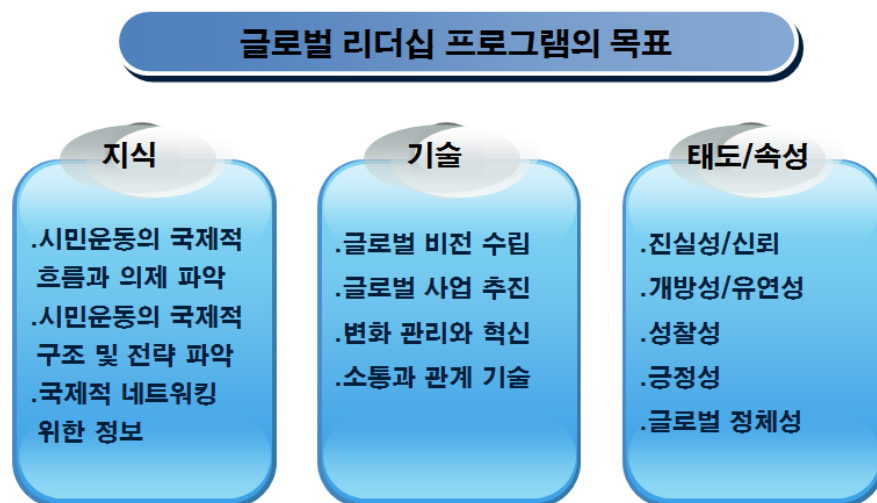 글로벌 리더십 프로그램의 목표
지식
.시민운동의 국제적
흐름과 의제 파악
.시민운동의 국제적
구조 및 전략 파악
.국제적 네트워킹
위한 정보
기술
.글로벌 비전 수립
.글로벌 사업 추진
.변화 관리와 혁신
.소통과 관계 기술
태도/속성
.진실성/신뢰
.개방성/유연성
.성찰성
.긍정성
.글로벌 정체성